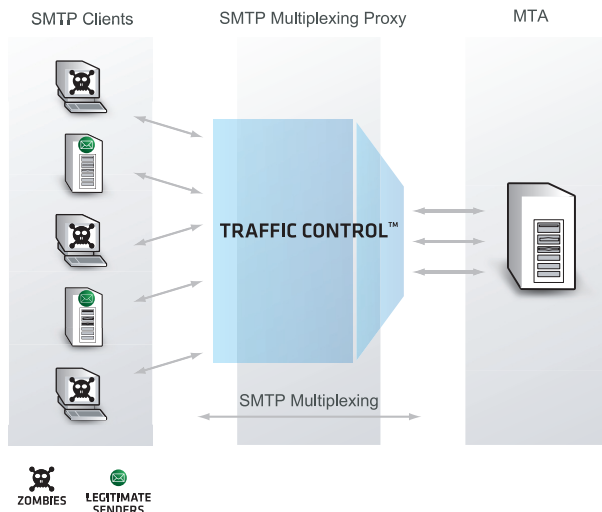 SMTP Clients
SMTP Multiplexing Proxy
MTA
TRAFFIC CONTROL™
SMTP Multiplexing
ZOMBIES
LEGITIMATE
SENDERS